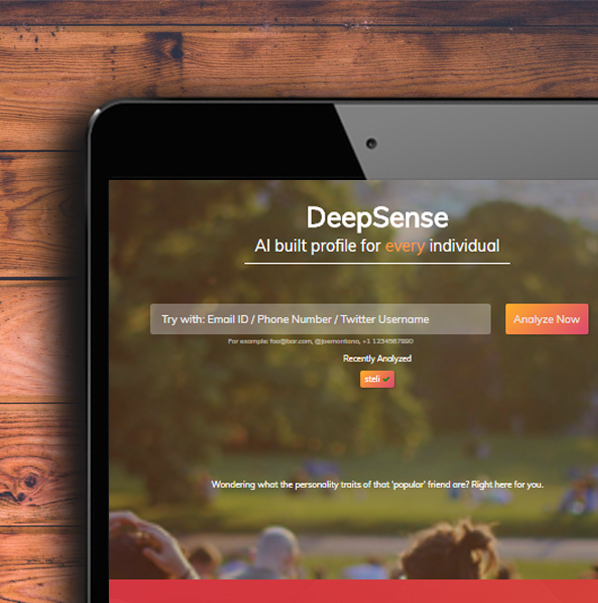 DeepSense
AI built profile for every individual
Try with: Email ID / Phone Number / Twitter Username
Analyze Now
For example: foo@bar.com, @joemontana, +1 1234567890
Recently Analyzed
steli
Wondering what the personality traits of that 'popular' friend are? Right here for you.